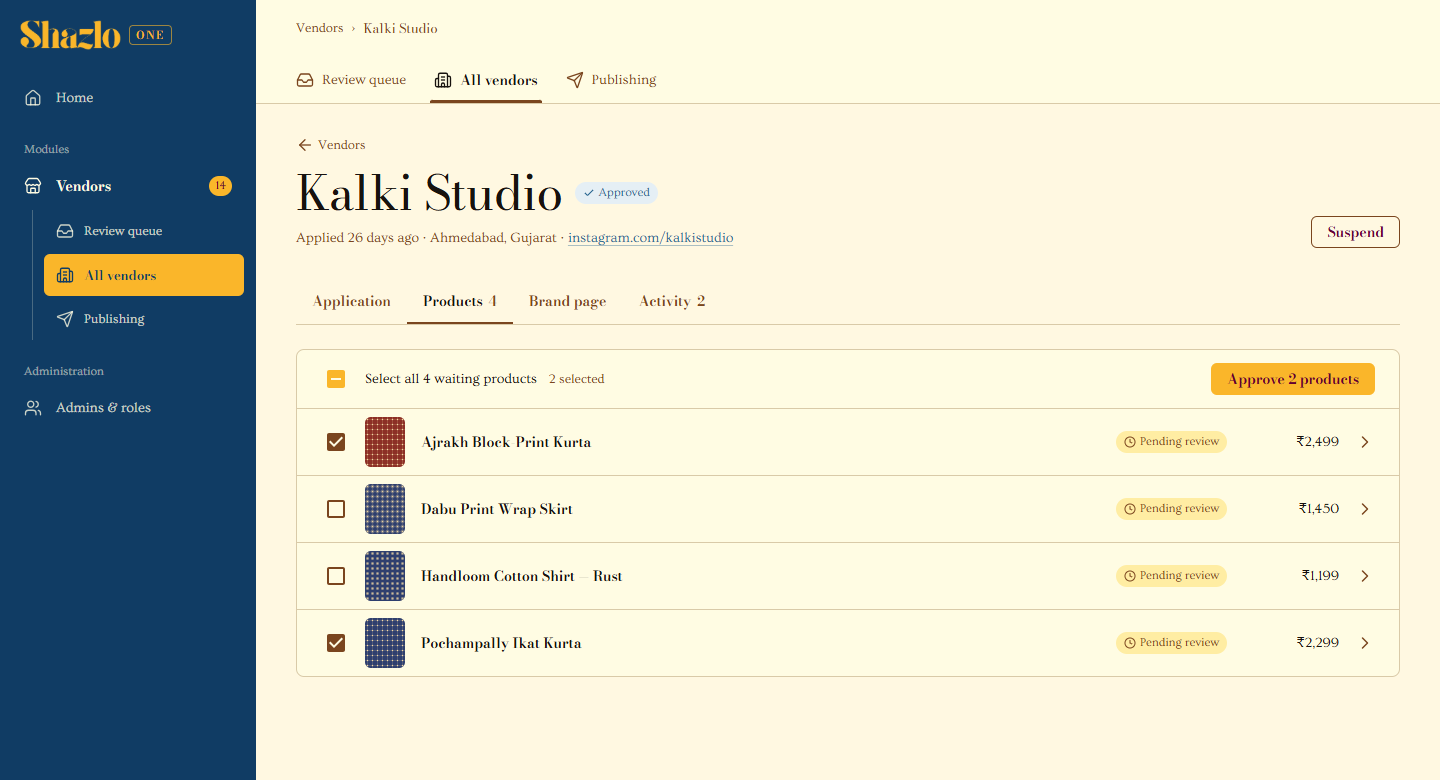 Shazlo ONE
Home
Modules
Vendors 14
Review queue
All vendors
Publishing
Administration
Admins & roles
Vendors › Kalki Studio
Review queue All vendors Publishing
← Vendors
Kalki Studio Approved
Applied 26 days ago · Ahmedabad, Gujarat · instagram.com/kalkistudio
Suspend
Application Products 4 Brand page Activity 2
Select all 4 waiting products 2 selected Approve 2 products
Ajrakh Block-Print Kurta Pending review ₹2,499
Dabu Print Wrap Skirt Pending review ₹1,450
Handloom Cotton Shirt — Rust Pending review ₹1,199
Pochampally Ikat Kurta Pending review ₹2,299